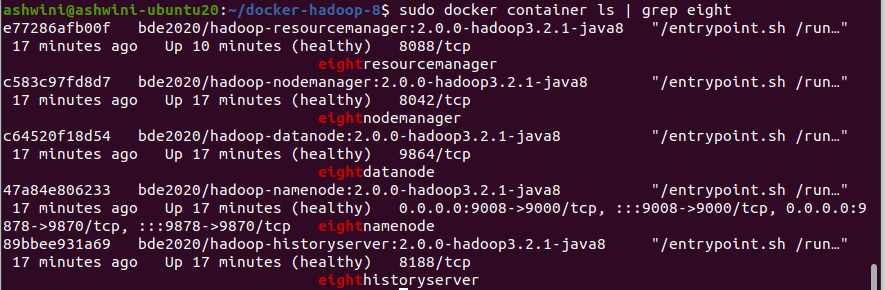 ashwini@ashwini-ubuntu20:~/docker-hadoop-8$ sudo docker container ls | grep eight
e77286afb00f   bde2020/hadoop-resourcemanager:2.0.0-hadoop3.2.1-java8   "/entrypoint.sh /run…"
 17 minutes ago   Up 10 minutes (healthy)   8088/tcp
eightresourcemanager
c583c97fd8d7   bde2020/hadoop-nodemanager:2.0.0-hadoop3.2.1-java8   "/entrypoint.sh /run…"
 17 minutes ago   Up 17 minutes (healthy)   8042/tcp
eightnodemanager
c64520f18d54   bde2020/hadoop-datanode:2.0.0-hadoop3.2.1-java8   "/entrypoint.sh /run…"
 17 minutes ago   Up 17 minutes (healthy)   9864/tcp
eightdatanode
47a84e806233   bde2020/hadoop-namenode:2.0.0-hadoop3.2.1-java8   "/entrypoint.sh /run…"
 17 minutes ago   Up 17 minutes (healthy)   0.0.0.0:9008->9000/tcp, :::9008->9000/tcp, 0.0.0.0:9
878->9870/tcp, :::9878->9870/tcp   eightnamenode
89bbee931a69   bde2020/hadoop-historyserver:2.0.0-hadoop3.2.1-java8   "/entrypoint.sh /run…"
 17 minutes ago   Up 17 minutes (healthy)   8188/tcp
eighthistoryserver